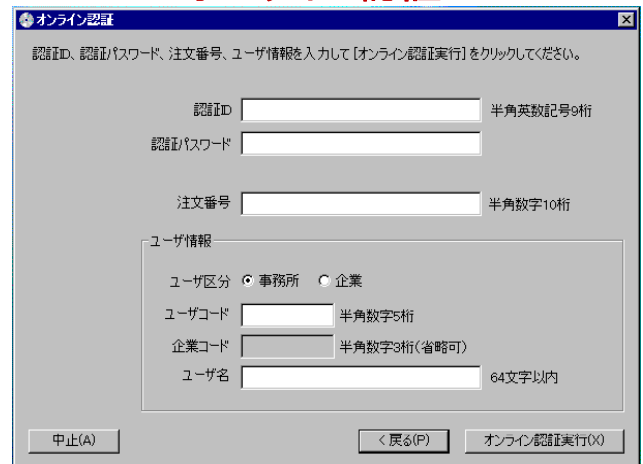 オンライン認証
認証ID、認証パスワード、注文番号、ユーザ情報を入力して[オンライン認証実行]をクリックしてください。
認証ID 半角英数記号9桁
認証パスワード
注文番号 半角数字10桁
ユーザ情報
ユーザ区分 事務所 企業
ユーザコード 半角数字5桁
企業コード 半角数字3桁(省略可)
ユーザ名 64文字以内
中止(A) < 戻る(P) オンライン認証実行(X)